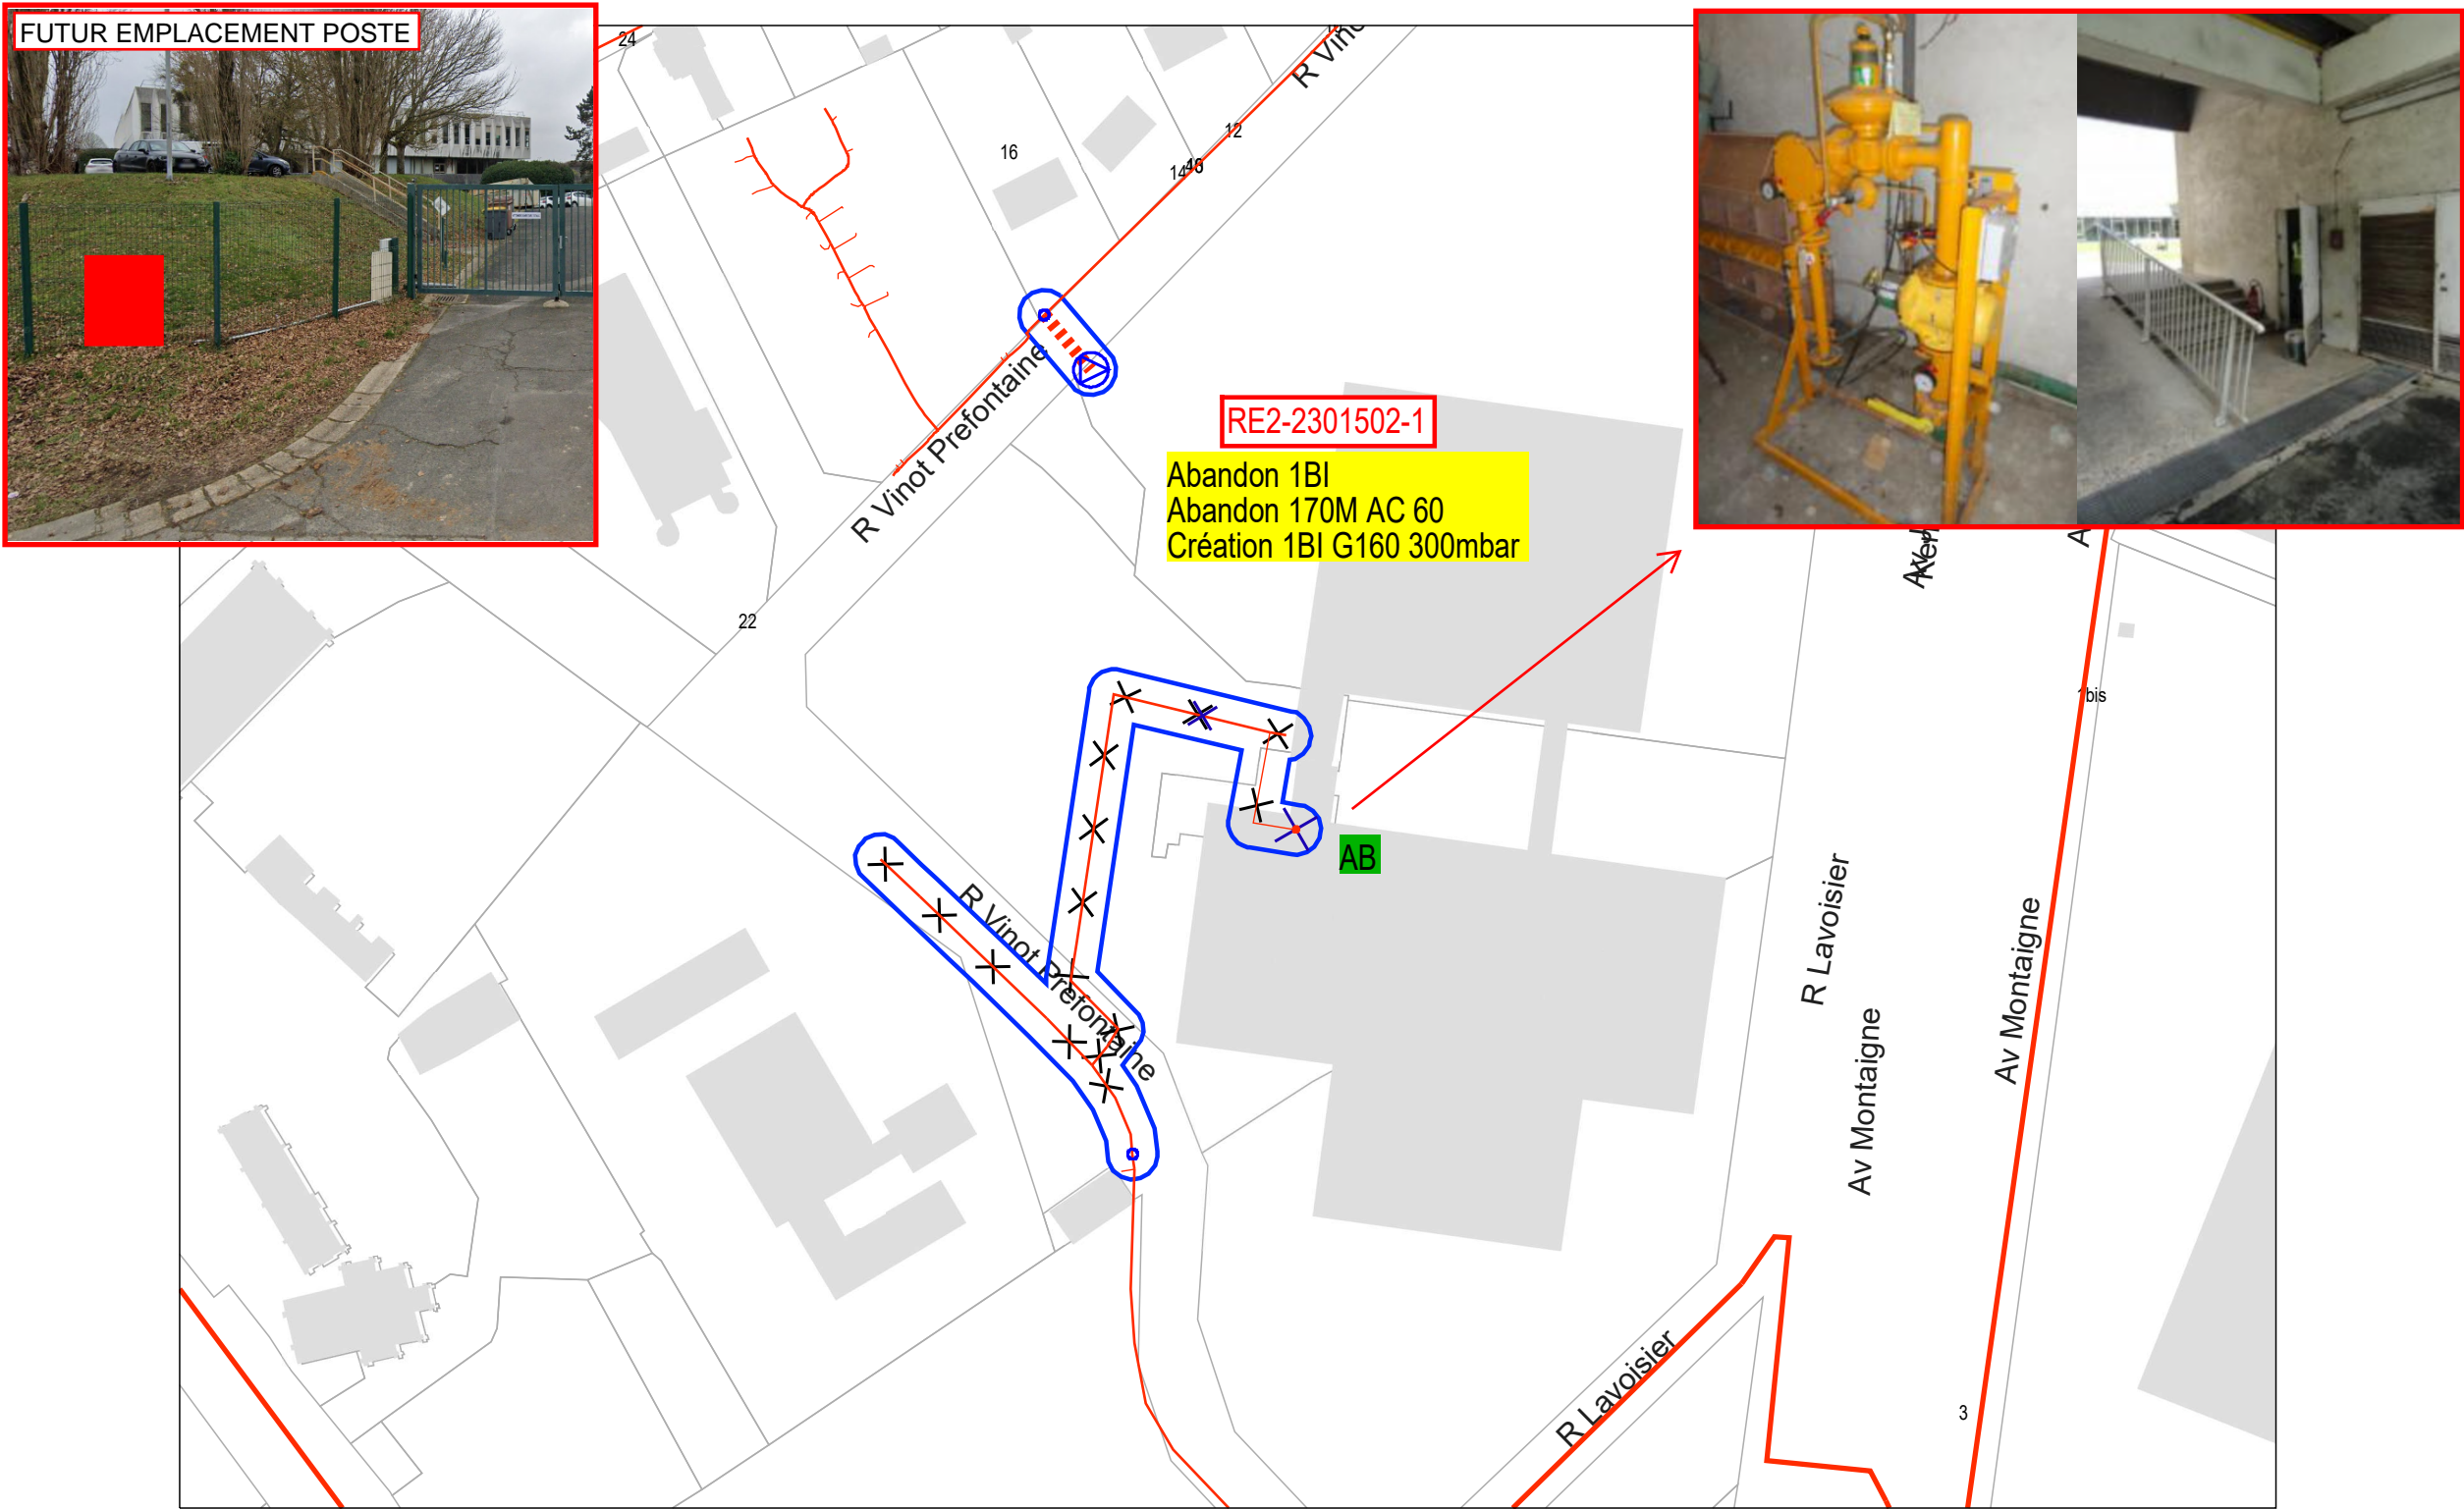 FUTUR EMPLACEMENT POSTE
24
R Vino
12
16
14
R Vinot Prefontaine
RE2-2301502-1
Abandon 1BI
Abandon 170M AC 60
Création 1BI G160 300mbar
22
1bis
AB
R Vinot Prefontaine
R Lavoisier
Av Montaigne
Av Montaigne
R Lavoisier
3